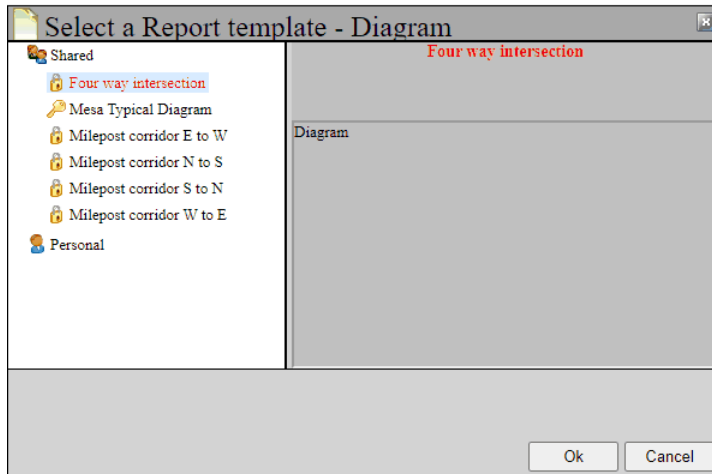 Select a Report template - Diagram
Shared
Four way intersection
Mesa Typical Diagram
Milepost corridor E to W
Milepost corridor N to S
Milepost corridor S to N
Milepost corridor W to E
Personal
Four way intersection
Diagram
Ok
Cancel